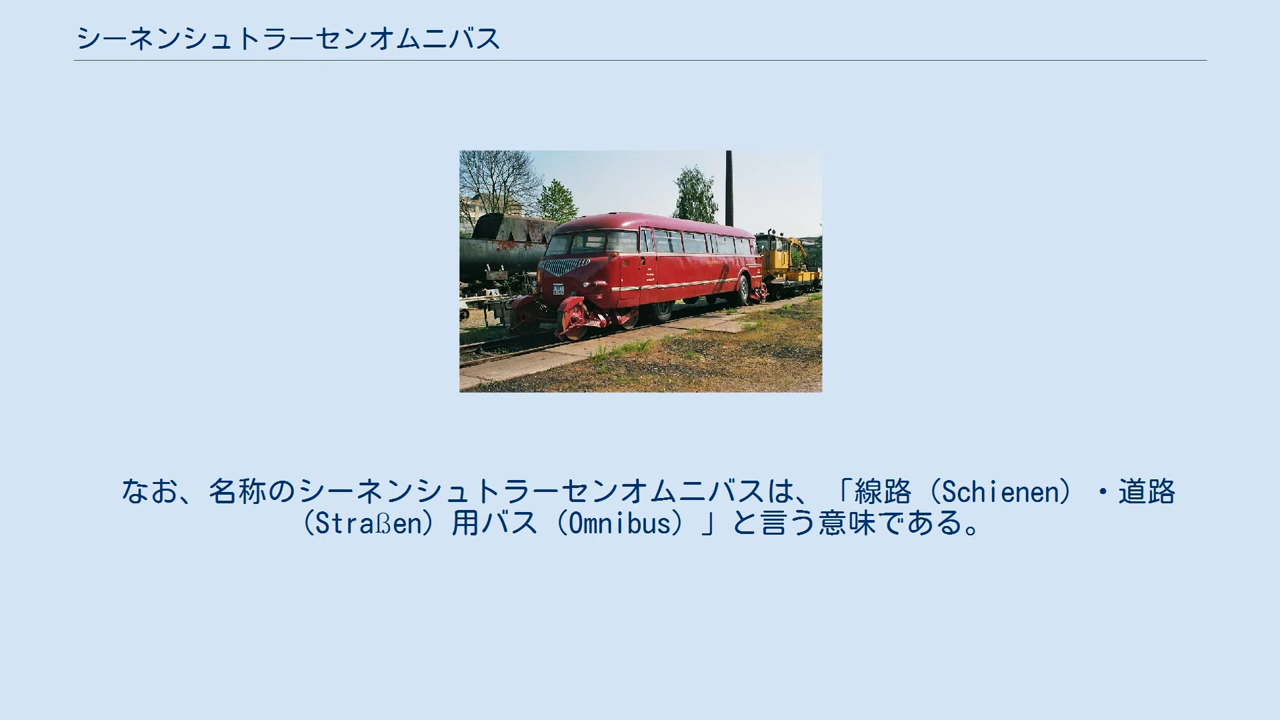 シーネンシュトラーセンオムニバス
なお、名称のシーネンシュトラーセンオムニバスは、「線路（Schienen）・道路
（Straßen）用バス（Omnibus）」と言う意味である。